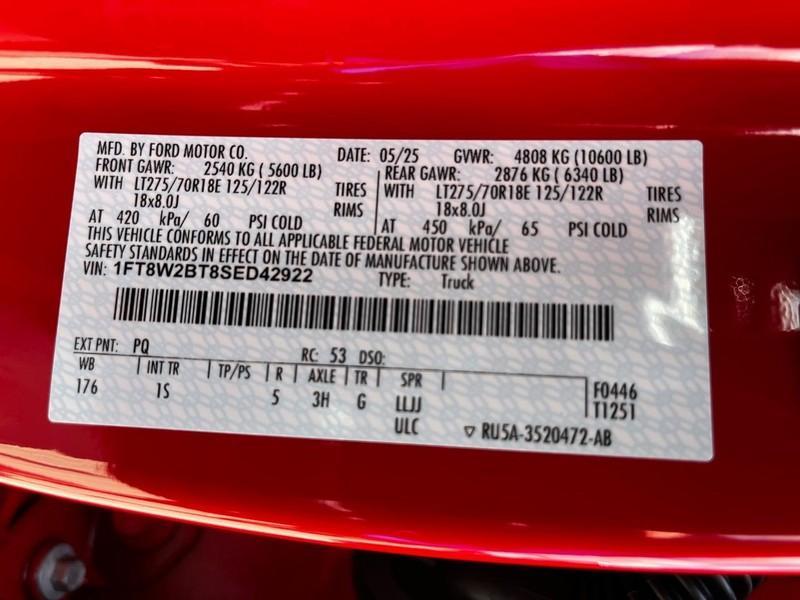 MFD. BY FORD MOTOR CO. DATE: 05/25 GVWR: 4808 KG (10600 LB)
FRONT GAWR: 2540 KG ( 5600 LB) REAR GAWR: 2876 KG ( 6340 LB)
WITH LT275/70R18E 125/122R TIRES WITH LT275/70R18E 125/122R TIRES
18x8.0J RIMS 18x8.0J RIMS
AT 420 kPa/ 60 PSI COLD AT 450 kPa/ 65 PSI COLD
THIS VEHICLE CONFORMS TO ALL APPLICABLE FEDERAL MOTOR VEHICLE
SAFETY STANDARDS IN EFFECT ON THE DATE OF MANUFACTURE SHOWN ABOVE.
VIN: 1FT8W2BT8SED42922 TYPE: Truck
EXT PNT: PQ RC: 53 DSO:
WB INT TR TP/PS R AXLE TR SPR F0446
176 1S 5 3H G LLJJ T1251
ULC RU5A-3520472-AB